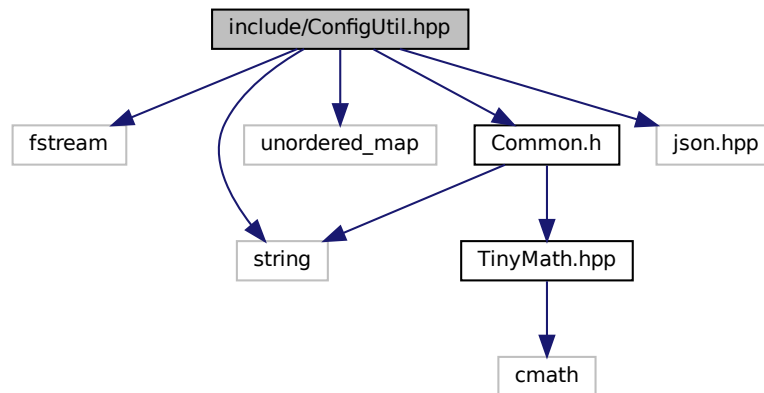 include/ConfigUtil.hpp
fstream
unordered_map
Common.h
json.hpp
string
TinyMath.hpp
cmath